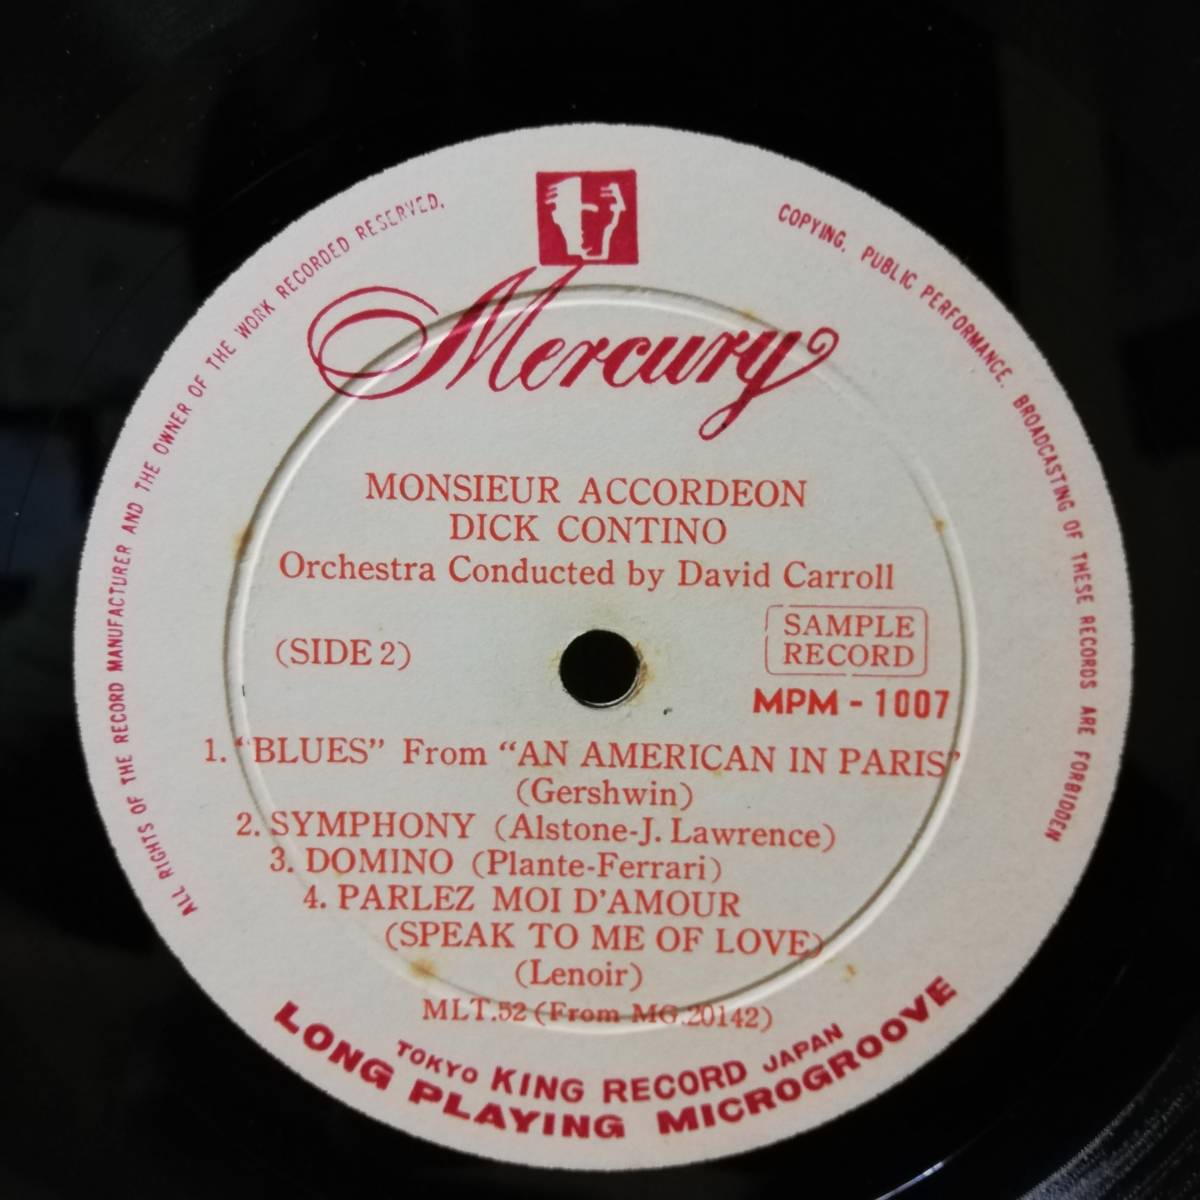 ALL RIGHTS OF THE RECORD MANUFACTURER AND THE OWNER OF THE WORK RECORDED RESERVED.
COPYING. PUBLIC PERFORMANCE. BROADCASTING OF THESE RECORDS ARE FORBIDDEN
Mercury
MONSIEUR ACCORDEON
DICK CONTINO
Orchestra Conducted by David Carroll
(SIDE 2)
SAMPLE
RECORD
MPM - 1007
1. "BLUES" From "AN AMERICAN IN PARIS"
(Gershwin)
2. SYMPHONY (Alstone-J. Lawrence)
3. DOMINO (Plante-Ferrari)
4. PARLEZ MOI D'AMOUR
(SPEAK TO ME OF LOVE)
(Lenoir)
MLT.52 (From MG.20142)
TOKYO KING RECORD JAPAN
LONG PLAYING MICROGROOVE